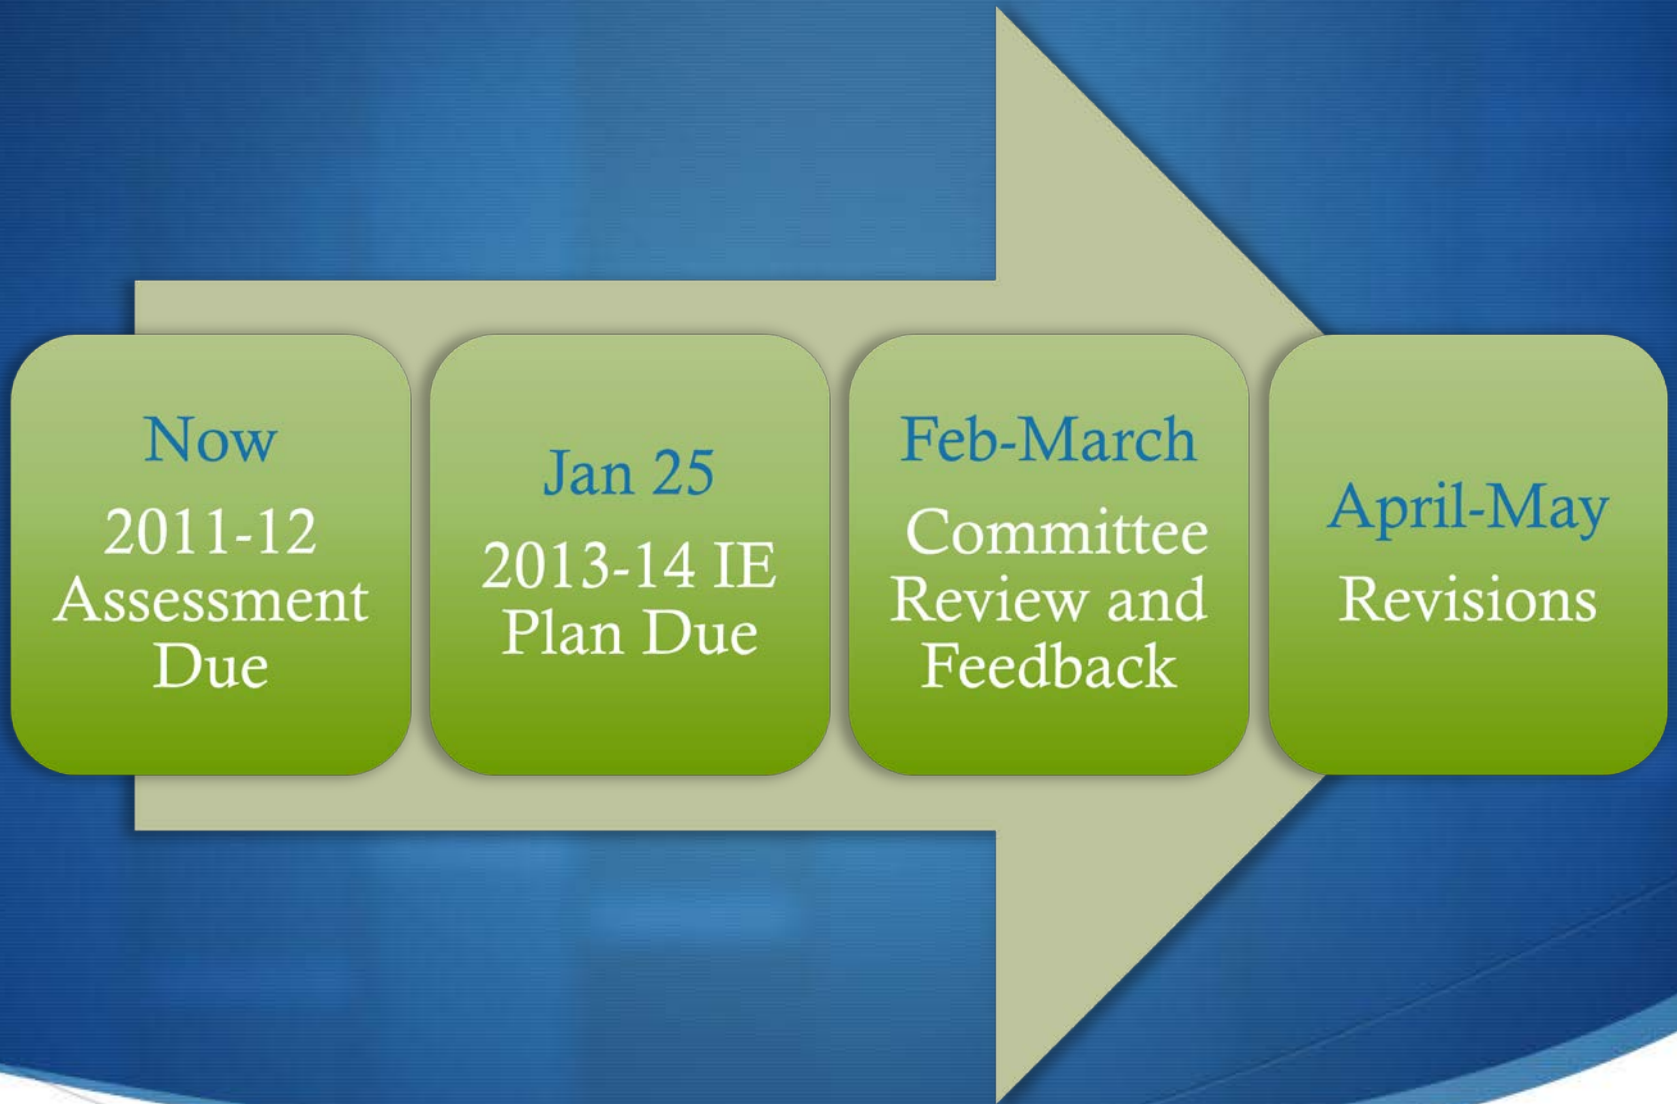 Now
2011-12
Assessment
Due
Jan 25
2013-14 IE
Plan Due
Feb-March
Committee
Review and
Feedback
April-May
Revisions